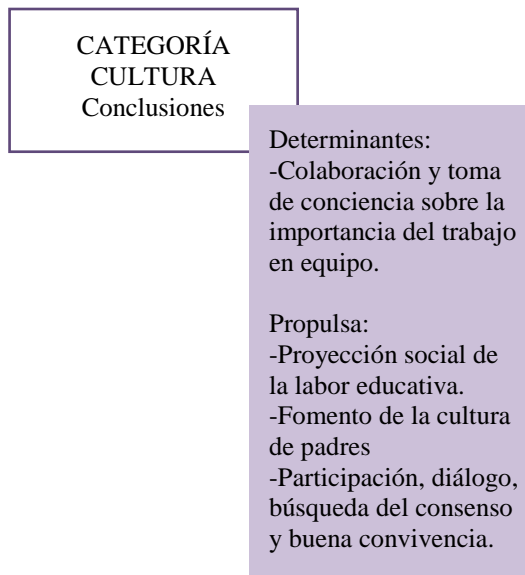 CATEGORÍA
CULTURA
Conclusiones
Determinantes:
-Colaboración y toma
de conciencia sobre la
importancia del trabajo
en equipo.
Propulsa:
-Proyección social de
la labor educativa.
-Fomento de la cultura
de padres
-Participación, diálogo,
búsqueda del consenso
y buena convivencia.